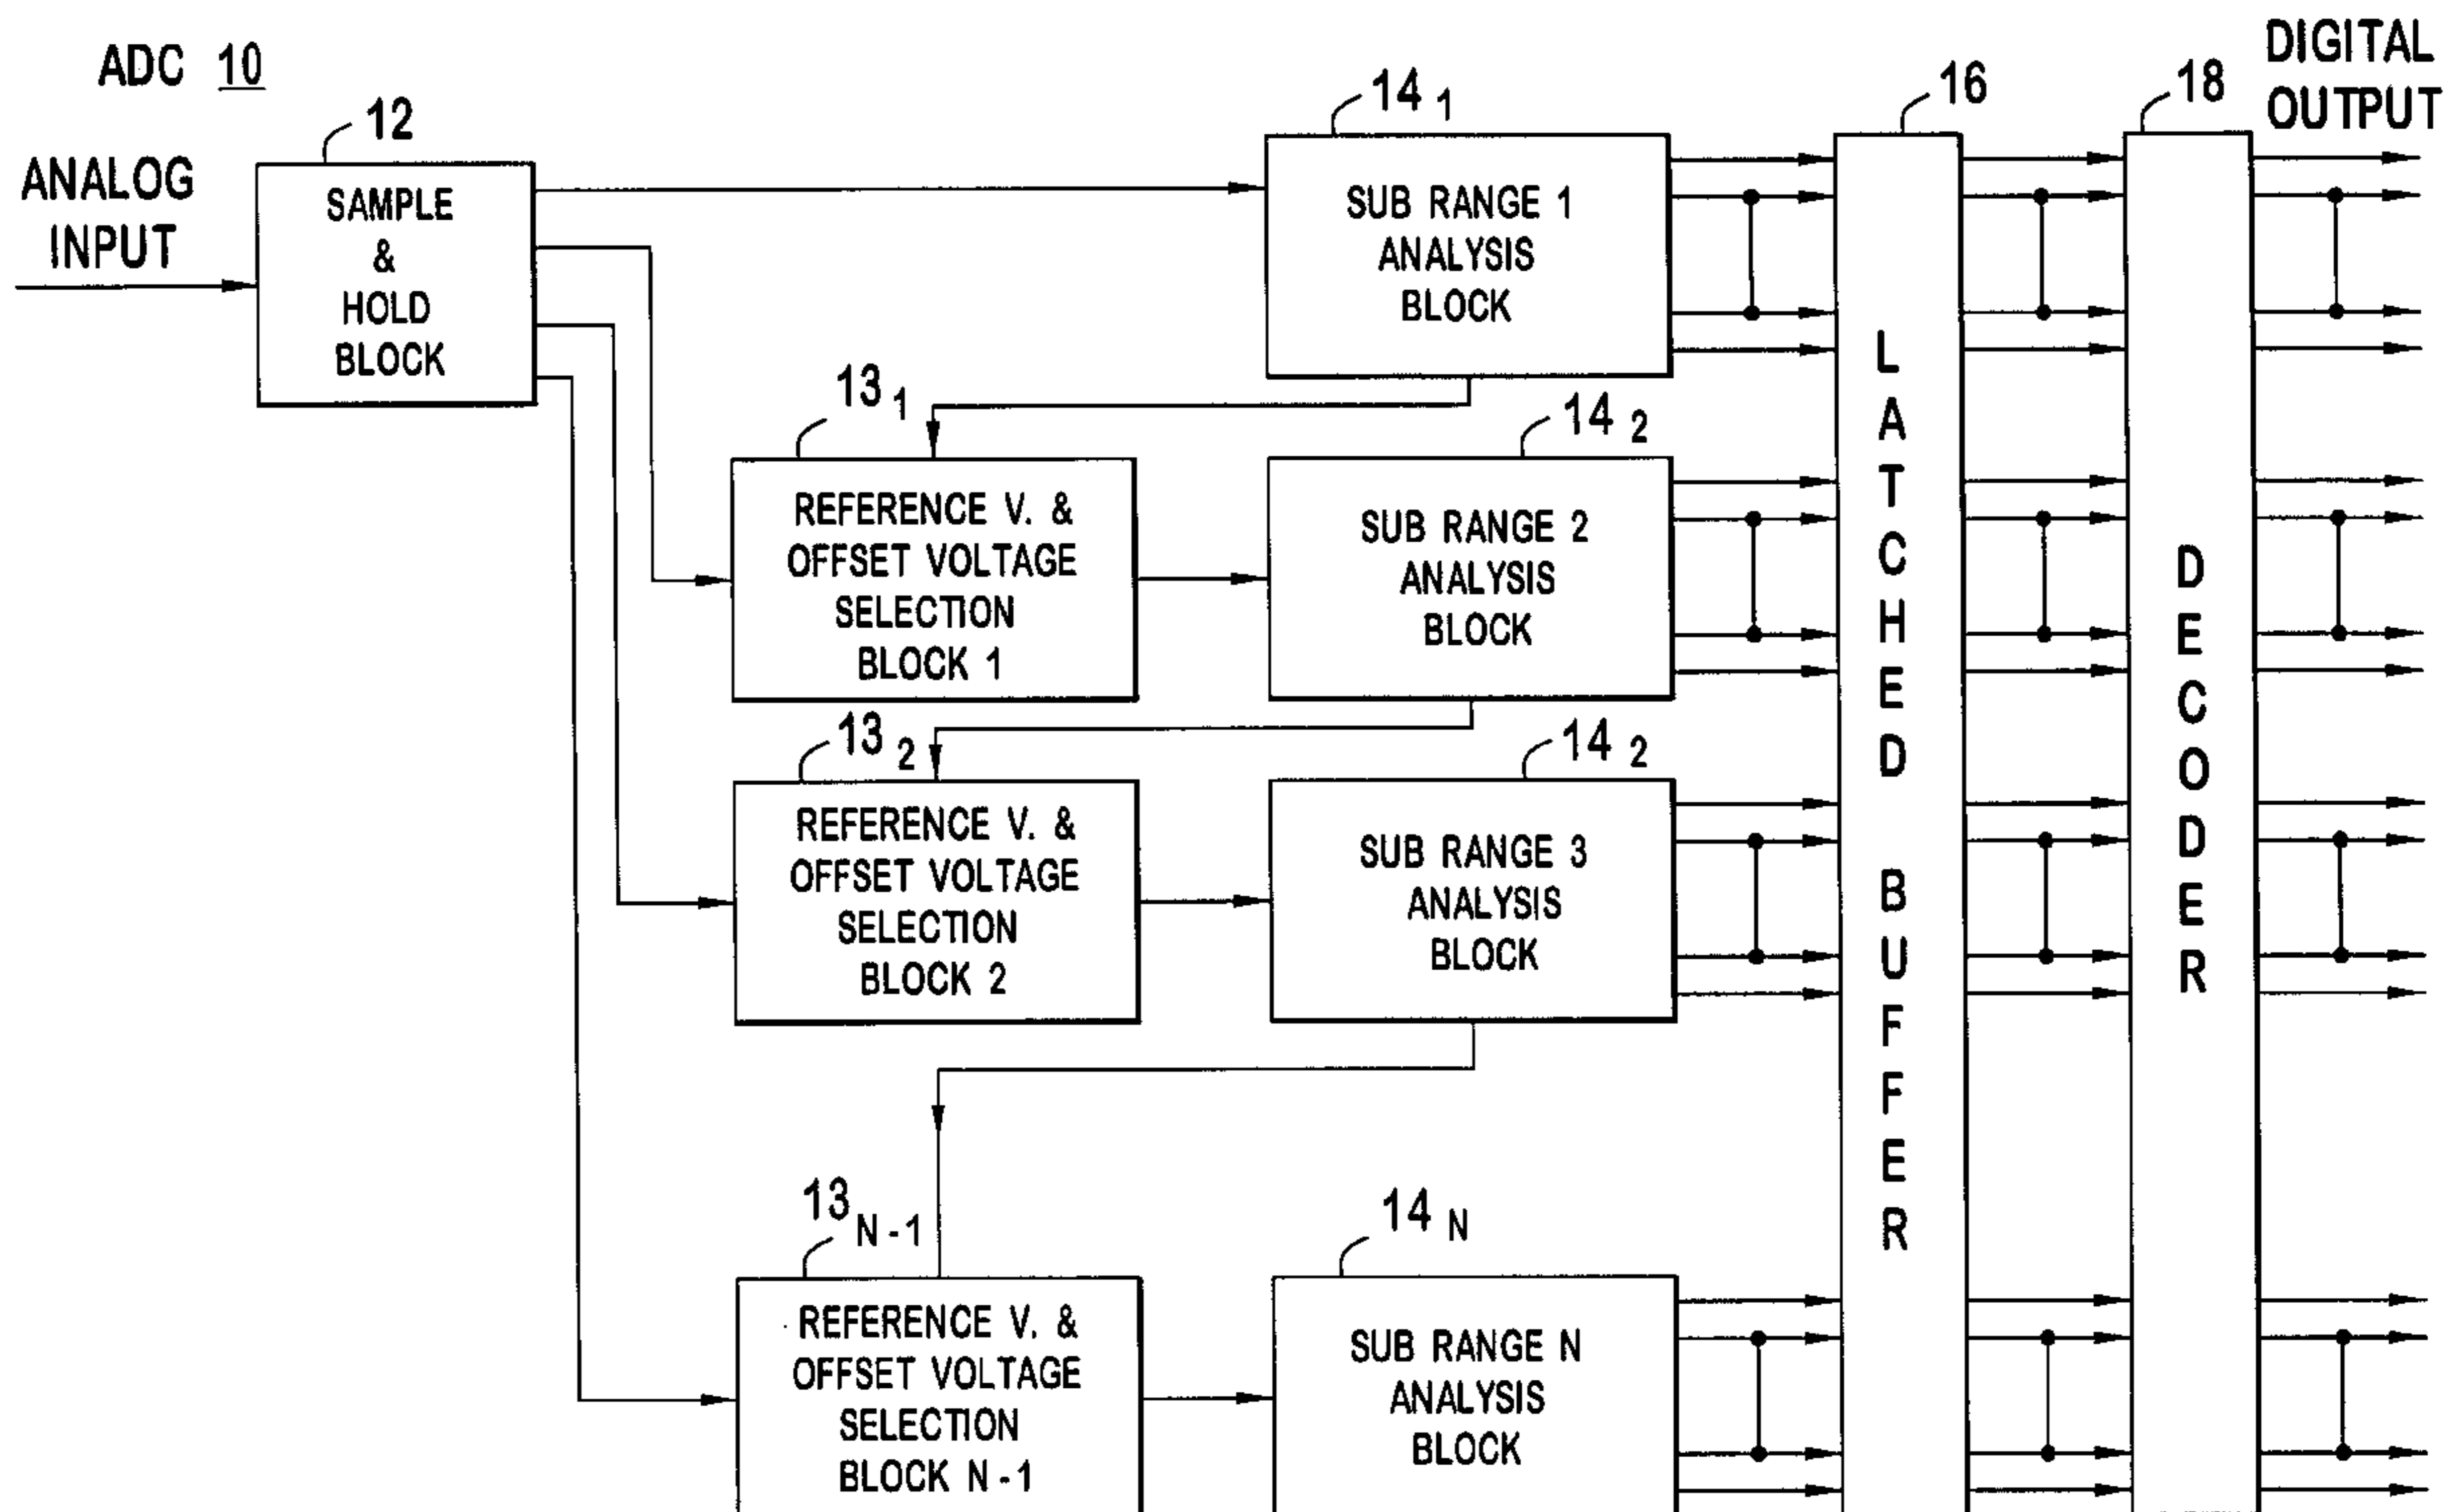 ADC 10
ANALOG
INPUT
12
SAMPLE
&
HOLD
BLOCK
14 1
SUB RANGE 1
ANALYSIS
BLOCK
16
18
DIGITAL
OUTPUT
13 1
REFERENCE V. &
OFFSET VOLTAGE
SELECTION
BLOCK 1
14 2
SUB RANGE 2
ANALYSIS
BLOCK
13 2
REFERENCE V. &
OFFSET VOLTAGE
SELECTION
BLOCK 2
14 2
SUB RANGE 3
ANALYSIS
BLOCK
13 N-1
REFERENCE V. &
OFFSET VOLTAGE
SELECTION
BLOCK N-1
14 N
SUB RANGE N
ANALYSIS
BLOCK
LATCHED BUFFER
DECODER